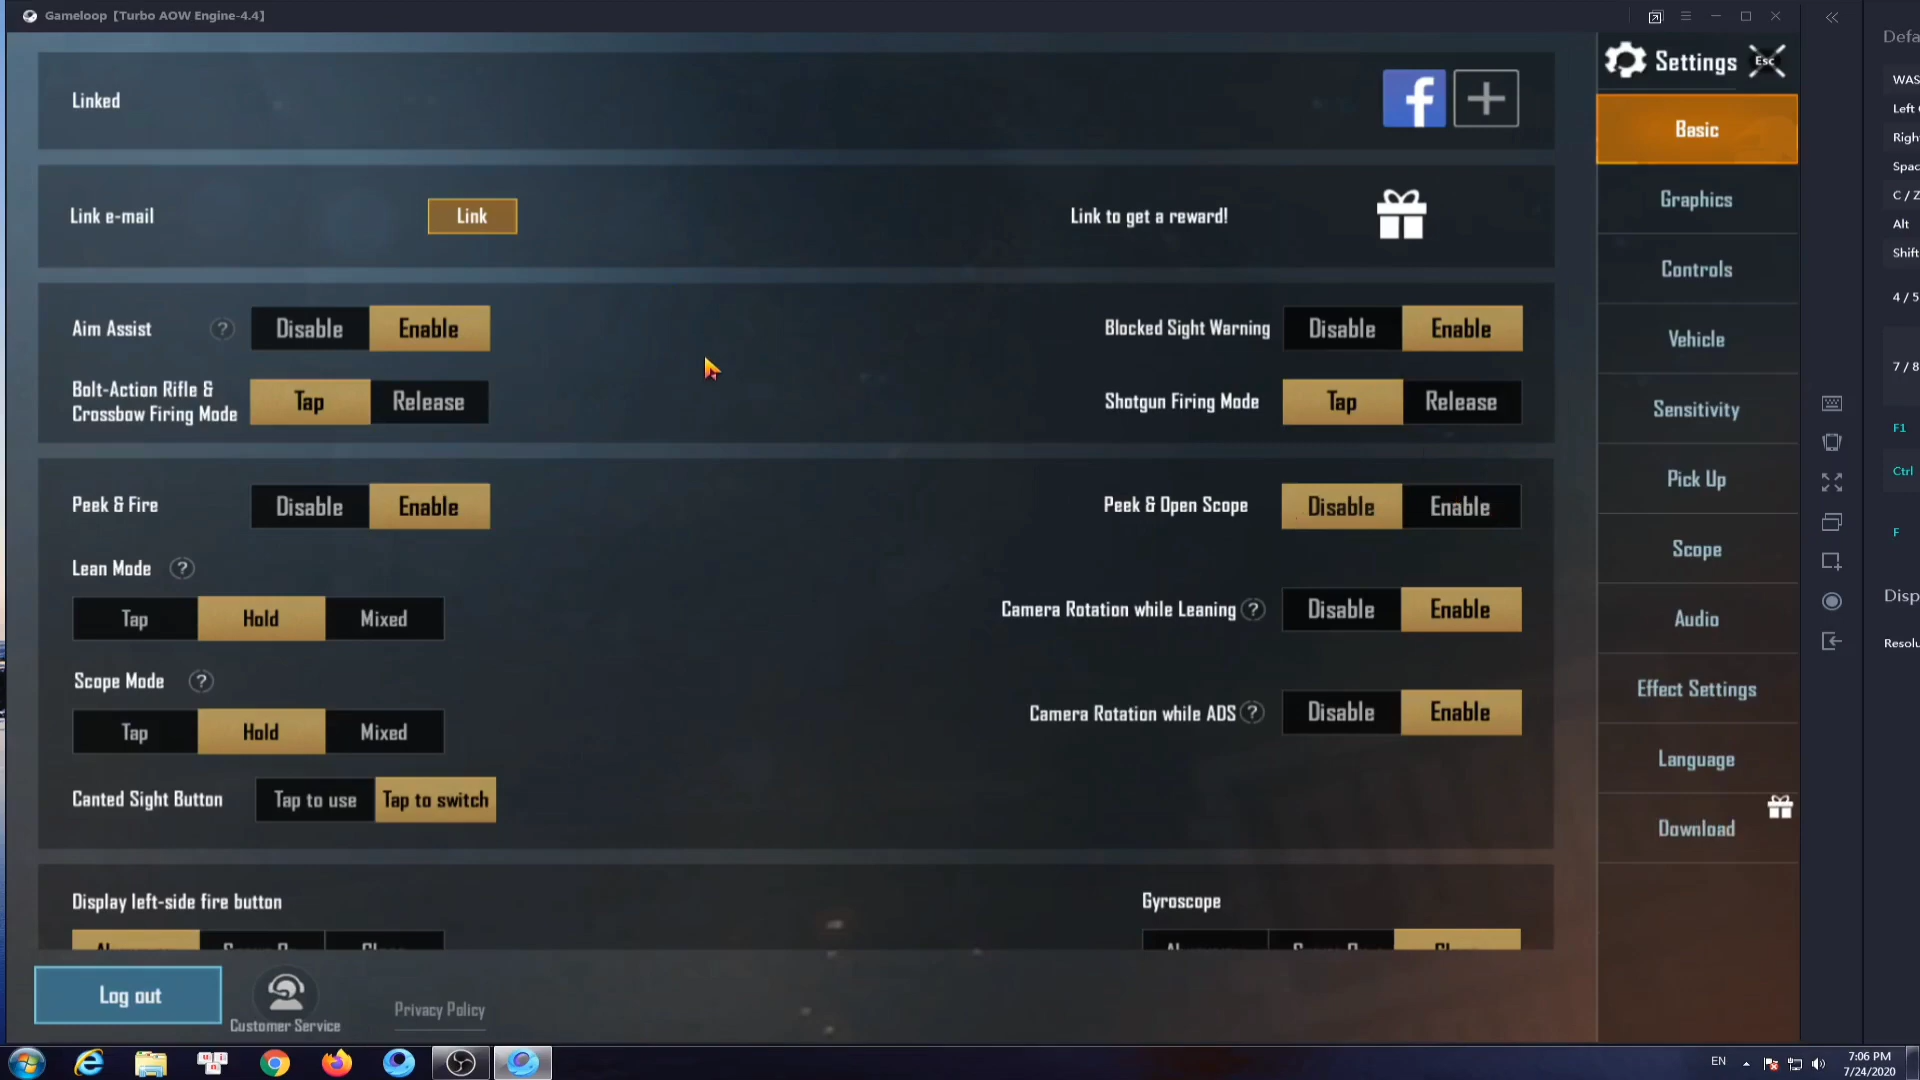 Gameloop [Turbo AOW Engine-4.4]
Linked
Link e-mail
Link
Link to get a reward!
Aim Assist
?
Disable
Enable
Blocked Sight Warning
Disable
Enable
Bolt-Action Rifle &
Crossbow Firing Mode
Tap
Release
Shotgun Firing Mode
Tap
Release
Peek & Fire
Disable
Enable
Peek & Open Scope
Disable
Enable
Lean Mode ?
Tap
Hold
Mixed
Camera Rotation while Leaning ?
Disable
Enable
Scope Mode ?
Tap
Hold
Mixed
Camera Rotation while ADS ?
Disable
Enable
Canted Sight Button
Tap to use
Tap to switch
Display left-side fire button
Gyroscope
Log out
Customer Service
Privacy Policy
Settings
Esc
Basic
Graphics
Controls
Vehicle
Sensitivity
Pick Up
Scope
Audio
Effect Settings
Language
Download
Defa
WAS
Left
Righ
Spac
C / Z
Alt
Shift
4 / 5
7 / 8
F1
Ctrl
F
Disp
Resolu
EN
7:06 PM
7/24/2020